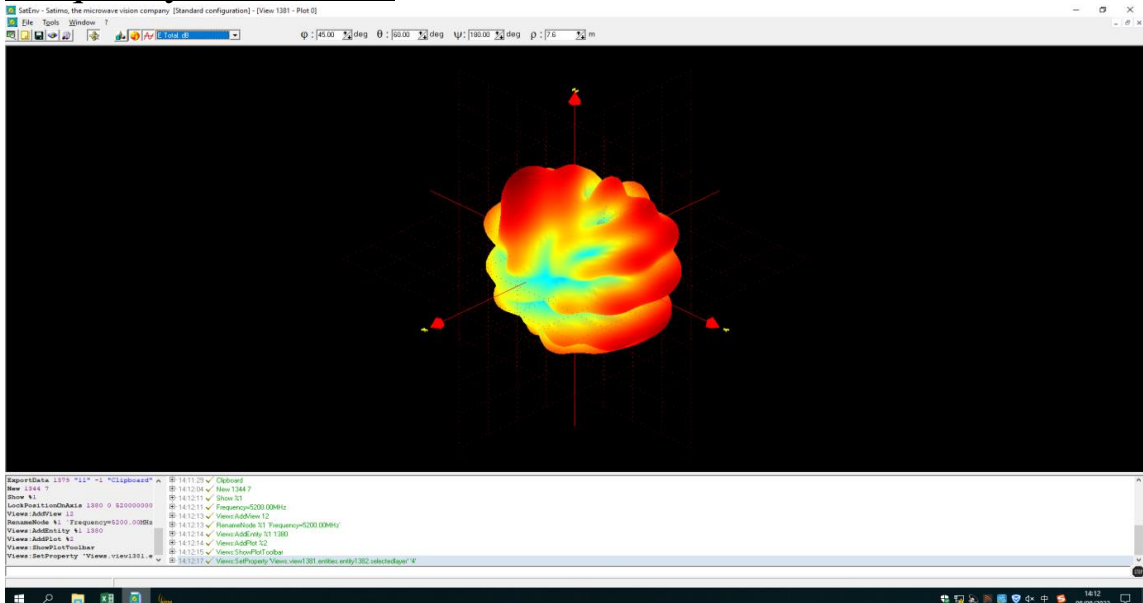 SatEnv - Satimo, the microwave vision company [Standard configuration] - [View 1381 - Plot 0]
File Tools Window ?
E Total dB φ : 45.00 deg θ : 60.00 deg ψ : 180.00 deg ρ : 7.6 m
ExportData 1379 "11" -1 "Clipboard"
New 1344 7
Show %1
LockPositionOnAxis 1380 0 520000000
Views:AddView 12
RenameNode %1 'Frequency=5200.00MHz
Views:AddEntity %1 1380
Views:AddPlot %2
Views:ShowPlotToolbar
Views:SetProperty 'Views.view1381.e
14:11:29 Clipboard
14:12:04 New 1344 7
14:12:11 Show %1
14:12:11 Frequency=5200.00MHz
14:12:13 Views:AddView 12
14:12:13 RenameNode %1 'Frequency=5200.00MHz'
14:12:14 Views:AddEntity %1 1380
14:12:14 Views:AddPlot %2
14:12:15 Views:ShowPlotToolbar
14:12:17 Views:SetProperty 'Views.view1381.entities.entity1382.selectedlayer' '4'
中
14:12